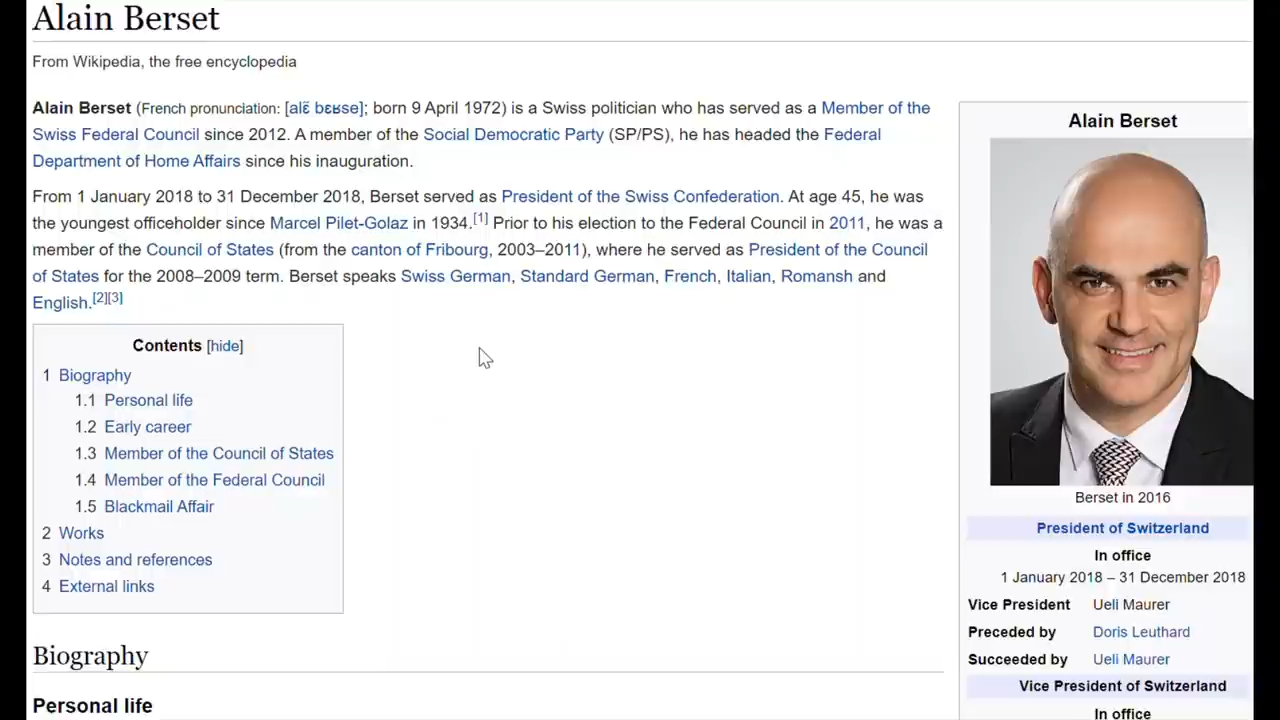 Alain Berset
From Wikipedia, the free encyclopedia
Alain Berset (French pronunciation: [alɛ̃ bɛʁsɛ]; born 9 April 1972) is a Swiss politician who has served as a Member of the
Swiss Federal Council since 2012. A member of the Social Democratic Party (SP/PS), he has headed the Federal
Department of Home Affairs since his inauguration.
From 1 January 2018 to 31 December 2018, Berset served as President of the Swiss Confederation. At age 45, he was
the youngest officeholder since Marcel Pilet-Golaz in 1934.[1] Prior to his election to the Federal Council in 2011, he was a
member of the Council of States (from the canton of Fribourg, 2003–2011), where he served as President of the Council
of States for the 2008–2009 term. Berset speaks Swiss German, Standard German, French, Italian, Romansh and
English.[2][3]
Contents [hide]
1 Biography
1.1 Personal life
1.2 Early career
1.3 Member of the Council of States
1.4 Member of the Federal Council
1.5 Blackmail Affair
2 Works
3 Notes and references
4 External links
Biography
Personal life
Alain Berset
Berset in 2016
President of Switzerland
In office
1 January 2018 – 31 December 2018
Vice President Ueli Maurer
Preceded by Doris Leuthard
Succeeded by Ueli Maurer
Vice President of Switzerland
In office